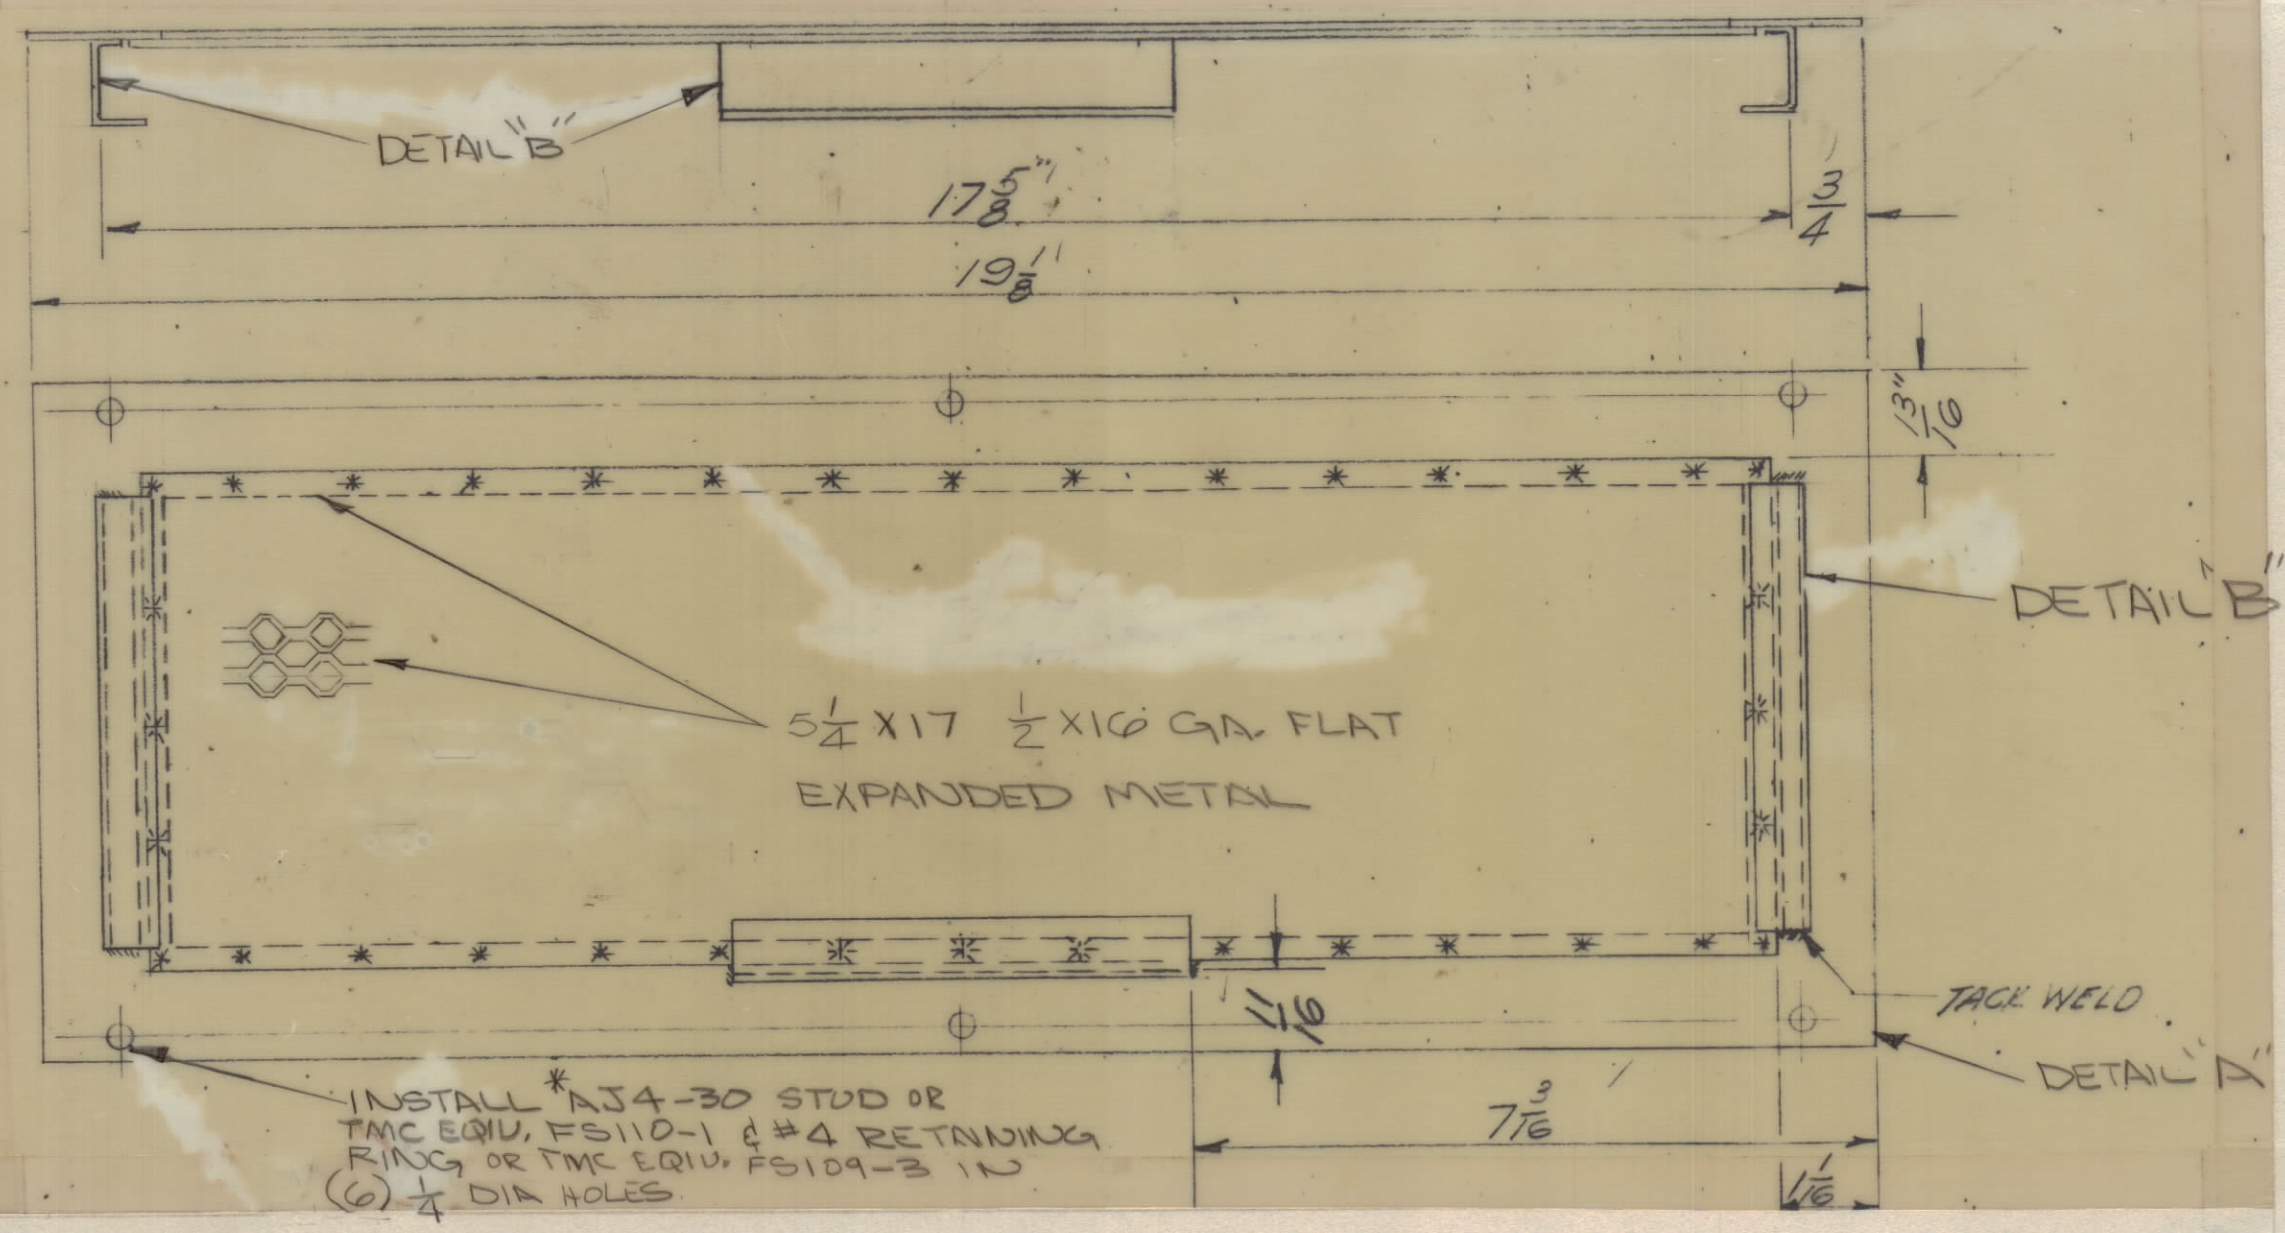 DETAIL "B"
17 5/8"
3/4
19 1/8"
13/16"
DETAIL "B"
5 1/4 X 17 1/2 X 16 GA. FLAT
EXPANDED METAL
11/16
TACK WELD
DETAIL "A"
INSTALL *AJ4-30 STUD OR
TMC EQIU. FS110-1 & #4 RETAINING
RING OR TMC EQIU. FS109-3 IN
(6) 1/4 DIA HOLES.
7 3/16
1 1/16